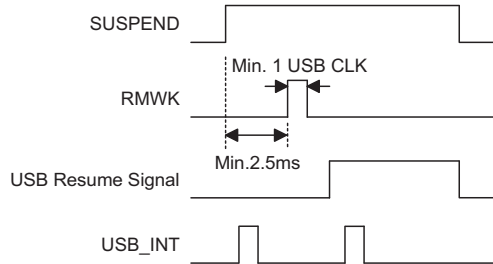 SUSPEND
Min. 1 USB CLK
RMWK
Min.2.5ms
USB Resume Signal
USB_INT